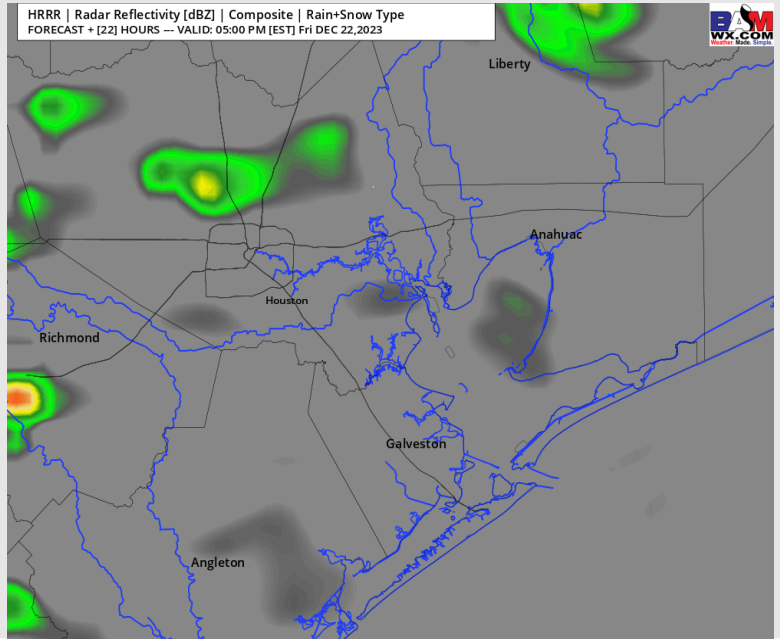 HRRR | Radar Reflectivity [dBZ] | Composite | Rain+Snow Type
FORECAST + [22] HOURS --- VALID: 05:00 PM [EST] Fri DEC 22,2023
BAM
WX.COM
Weather. Made. Simple.
Liberty
Anahuac
Houston
Richmond
Galveston
Angleton